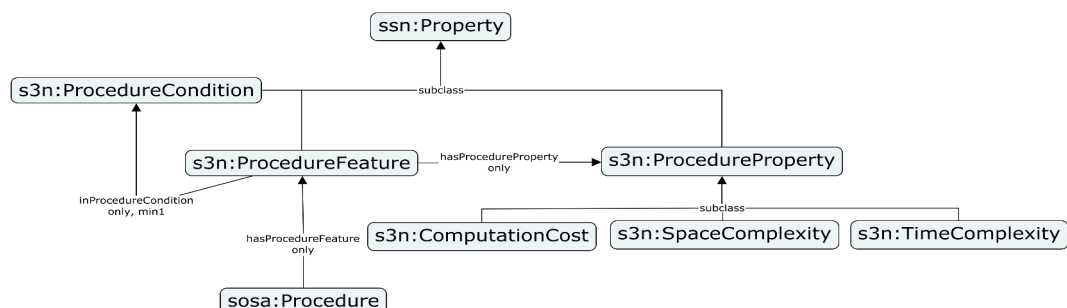 ssn:Property
s3n:ProcedureCondition
subclass
s3n:ProcedureFeature
hasProcedureProperty
only
s3n:ProcedureProperty
inProcedureCondition
only, min1
subclass
s3n:ComputationCost
s3n:SpaceComplexity
s3n:TimeComplexity
hasProcedureFeature
only
sosa:Procedure